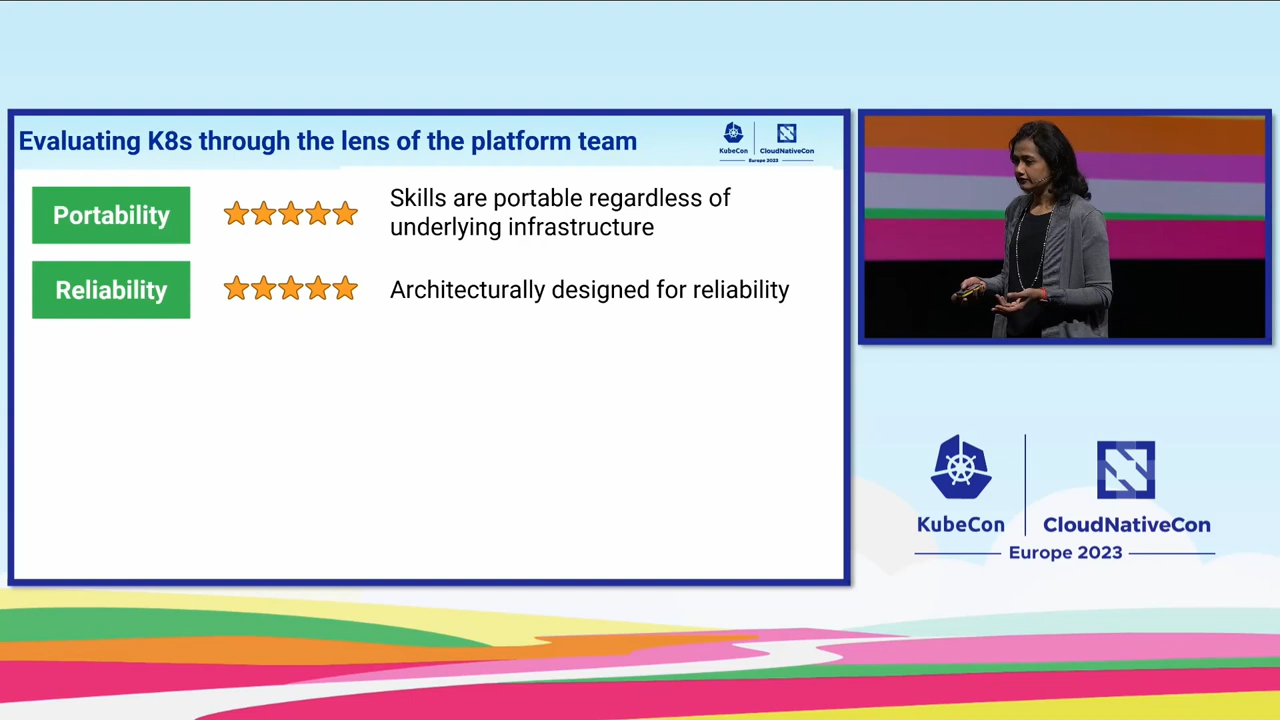 Evaluating K8s through the lens of the platform team
KubeCon
CloudNativeCon
Europe 2023
Portability
Skills are portable regardless of
underlying infrastructure
Reliability
Architecturally designed for reliability
KubeCon
CloudNativeCon
Europe 2023